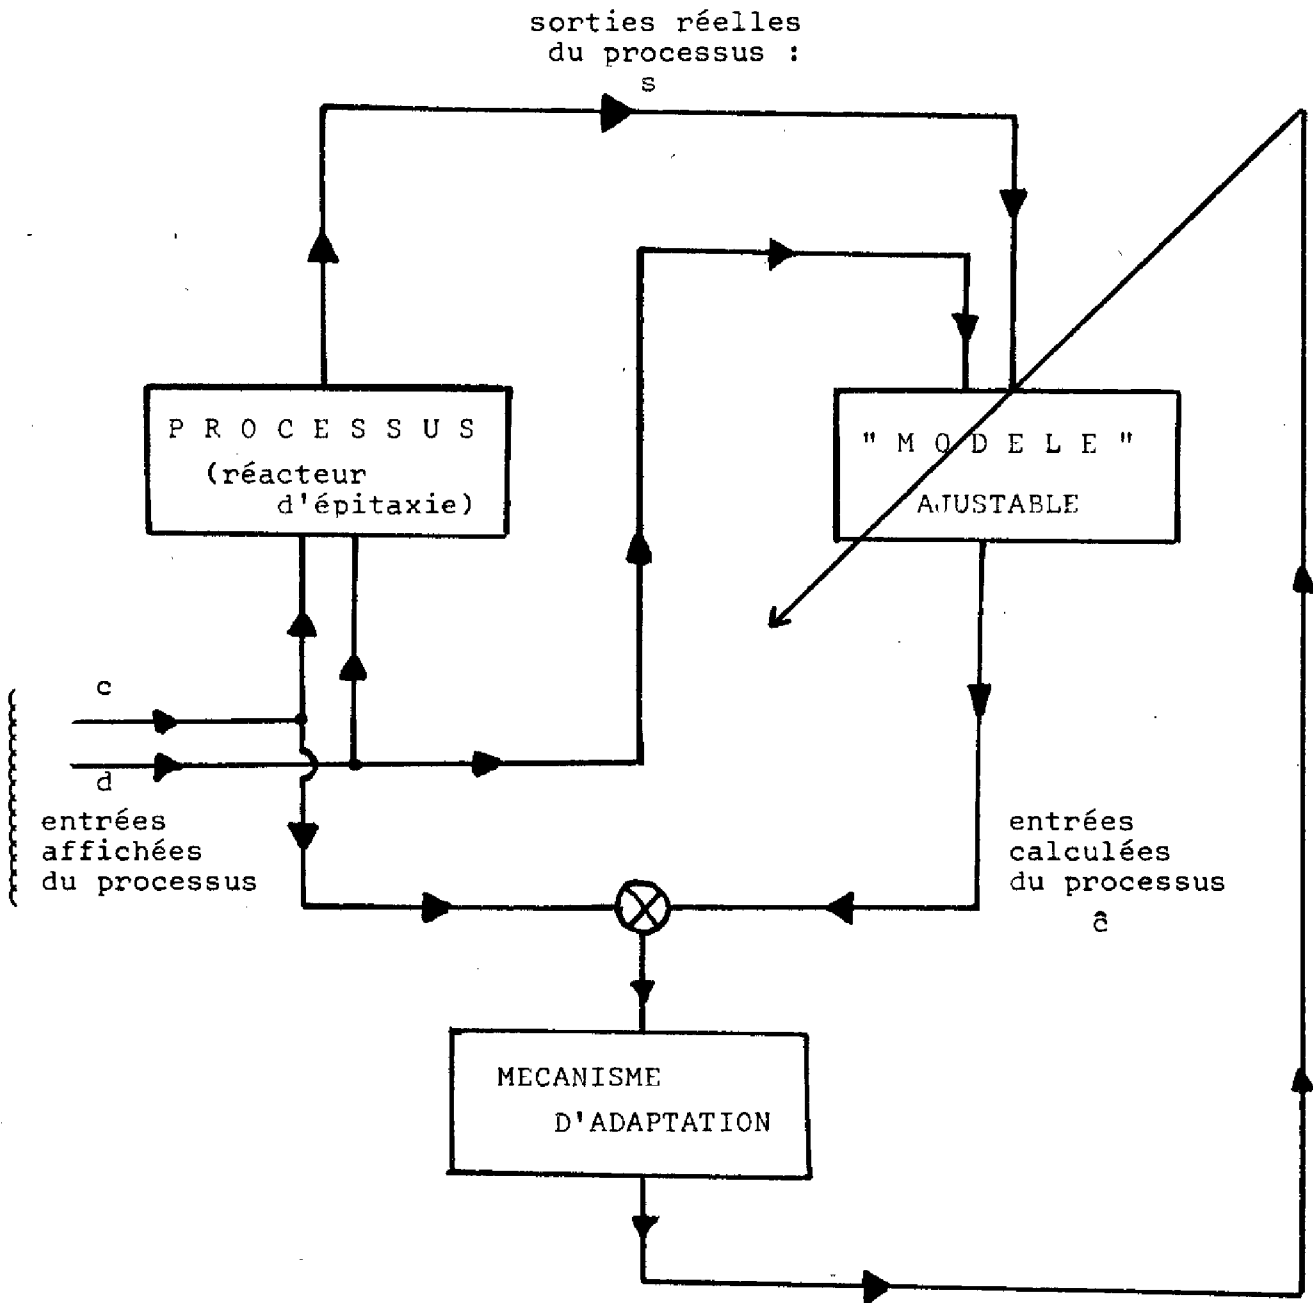 sorties réelles
du processus :
s
P R O C E S S U S
(réacteur
d'épitaxie)
" M O D E L E "
AJUSTABLE
c
d
entrées
affichées
du processus
entrées
calculées
du processus
ĉ
MECANISME
D'ADAPTATION